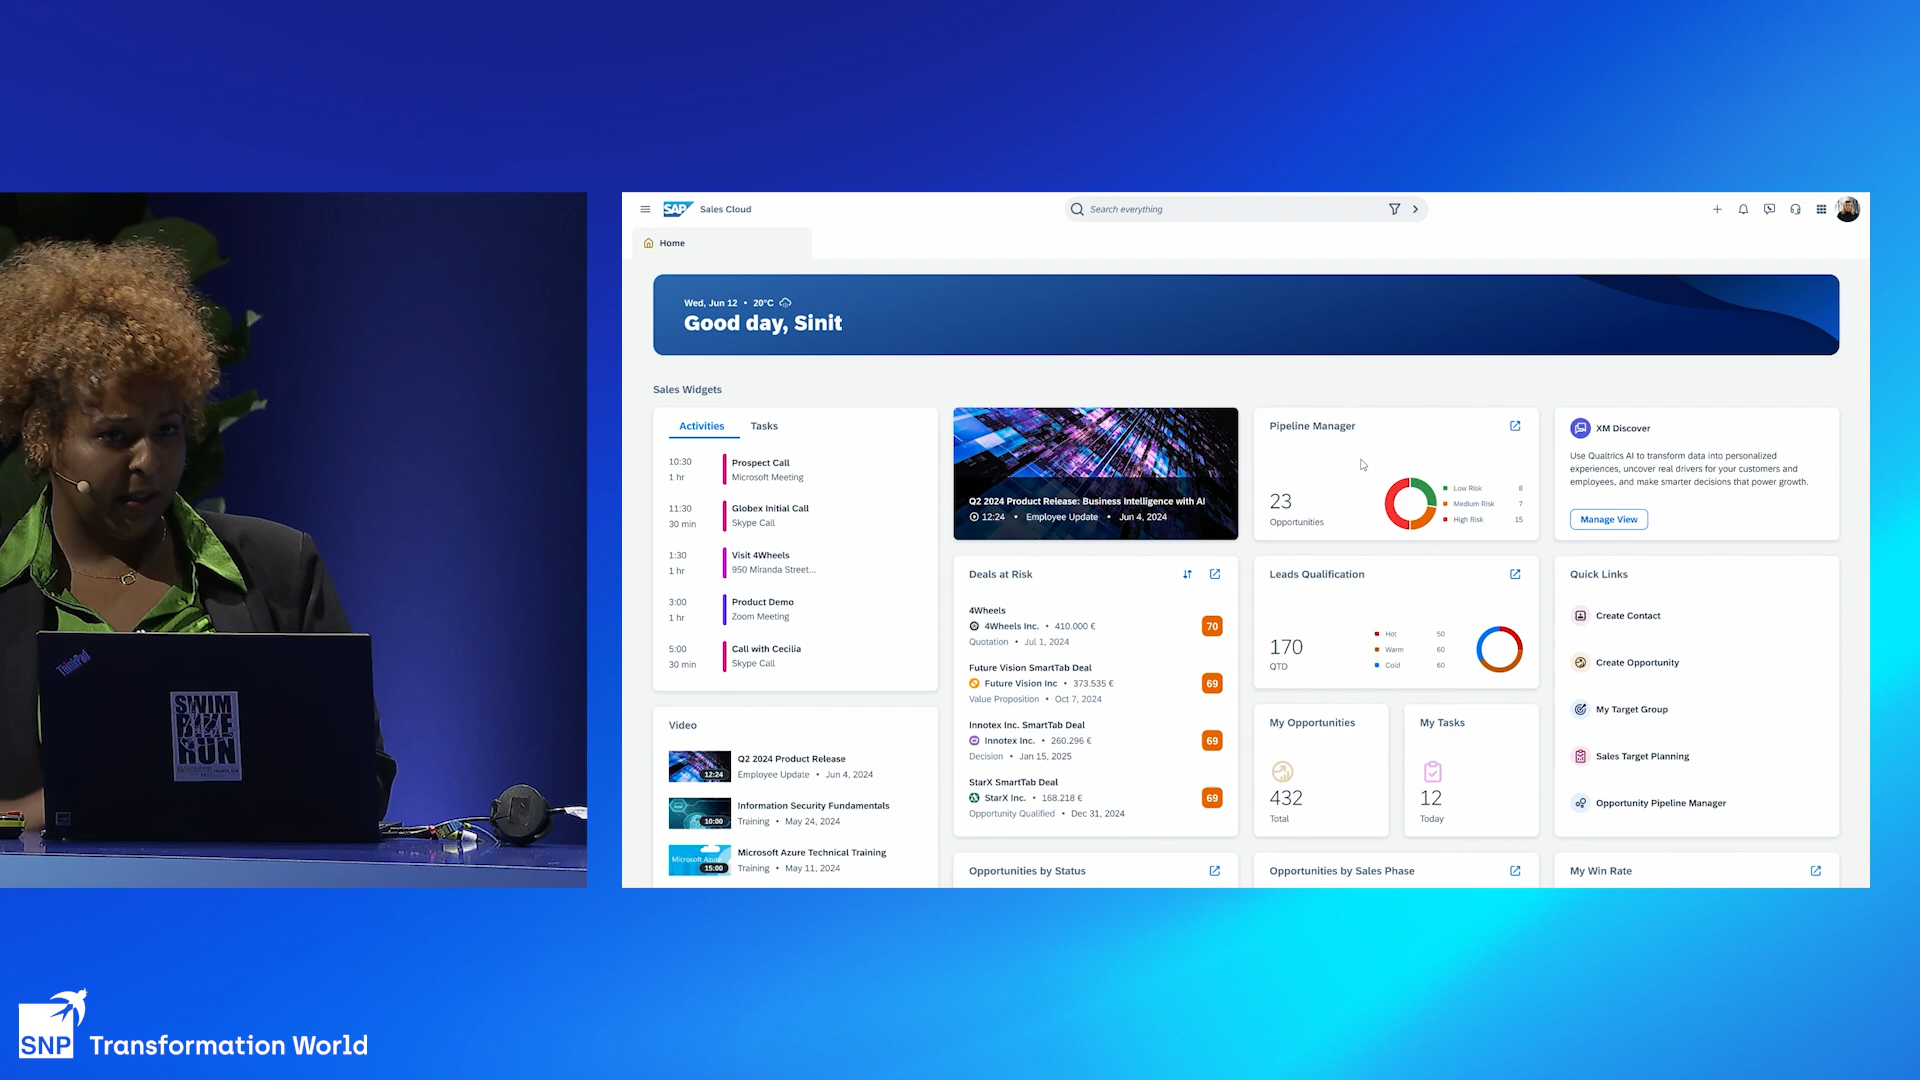 SAP Sales Cloud
Search everything
Home
Wed, Jun 12 • 20°C
Good day, Sinit
Sales Widgets
Activities Tasks
10:30 Prospect Call
1 hr Microsoft Meeting
11:30 Globex Initial Call
30 min Skype Call
1:30 Visit 4Wheels
1 hr 950 Miranda Street...
3:00 Product Demo
1 hr Zoom Meeting
5:00 Call with Cecilia
30 min Skype Call
Video
12:24 Q2 2024 Product Release
Employee Update • Jun 4, 2024
10:00 Information Security Fundamentals
Training • May 24, 2024
Microsoft Azure 15:00 Microsoft Azure Technical Training
Training • May 11, 2024
Q2 2024 Product Release: Business Intelligence with AI
12:24 • Employee Update • Jun 4, 2024
Deals at Risk
4Wheels
4Wheels Inc. • 410.000 € 70
Quotation • Jul 1, 2024
Future Vision SmartTab Deal
Future Vision Inc • 373.535 € 69
Value Proposition • Oct 7, 2024
Innotex Inc. SmartTab Deal
Innotex Inc. • 260.296 € 69
Decision • Jan 15, 2025
StarX SmartTab Deal
StarX Inc. • 168.218 € 69
Opportunity Qualified • Dec 31, 2024
Opportunities by Status
Pipeline Manager
23
Opportunities
Low Risk 8
Medium Risk 7
High Risk 15
Leads Qualification
170
QTD
Hot 50
Warm 60
Cold 60
My Opportunities
432
Total
My Tasks
12
Today
Opportunities by Sales Phase
XM Discover
Use Qualtrics AI to transform data into personalized
experiences, uncover real drivers for your customers and
employees, and make smarter decisions that power growth.
Manage View
Quick Links
Create Contact
Create Opportunity
My Target Group
Sales Target Planning
Opportunity Pipeline Manager
My Win Rate
ThinkPad
SWIM
BIKE
RUN
SNP Transformation World